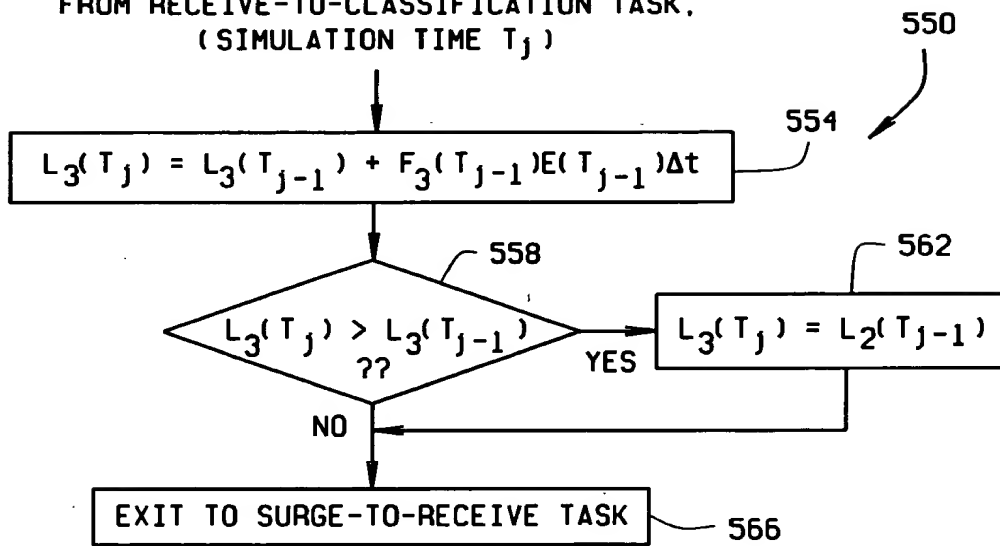 FROM RECEIVE-TO-CLASSIFICATION TASK.
(SIMULATION TIME Tj)
550
554
L3(Tj) = L3(Tj-1) + F3(Tj-1)E(Tj-1)Δt
558
562
L3(Tj) > L3(Tj-1)
??
YES
L3(Tj) = L2(Tj-1)
NO
EXIT TO SURGE-TO-RECEIVE TASK
566